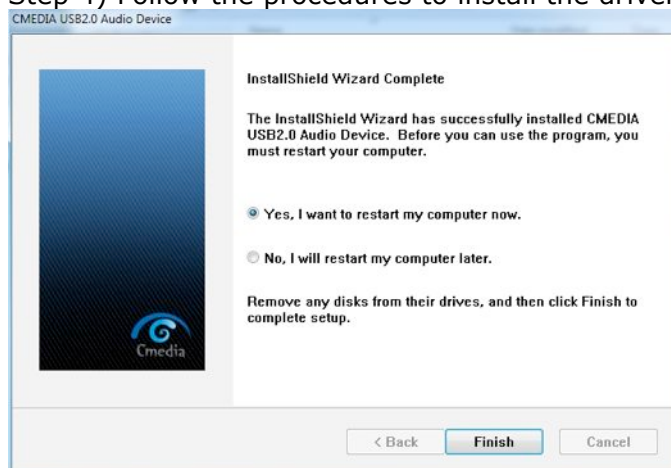 Step 4) Follow the procedures to install the driver
CMEDIA USB2.0 Audio Device
InstallShield Wizard Complete
The InstallShield Wizard has successfully installed CMEDIA
USB2.0 Audio Device. Before you can use the program, you
must restart your computer.
Yes, I want to restart my computer now.
No, I will restart my computer later.
Remove any disks from their drives, and then click Finish to
complete setup.
Cmedia
< Back
Finish
Cancel